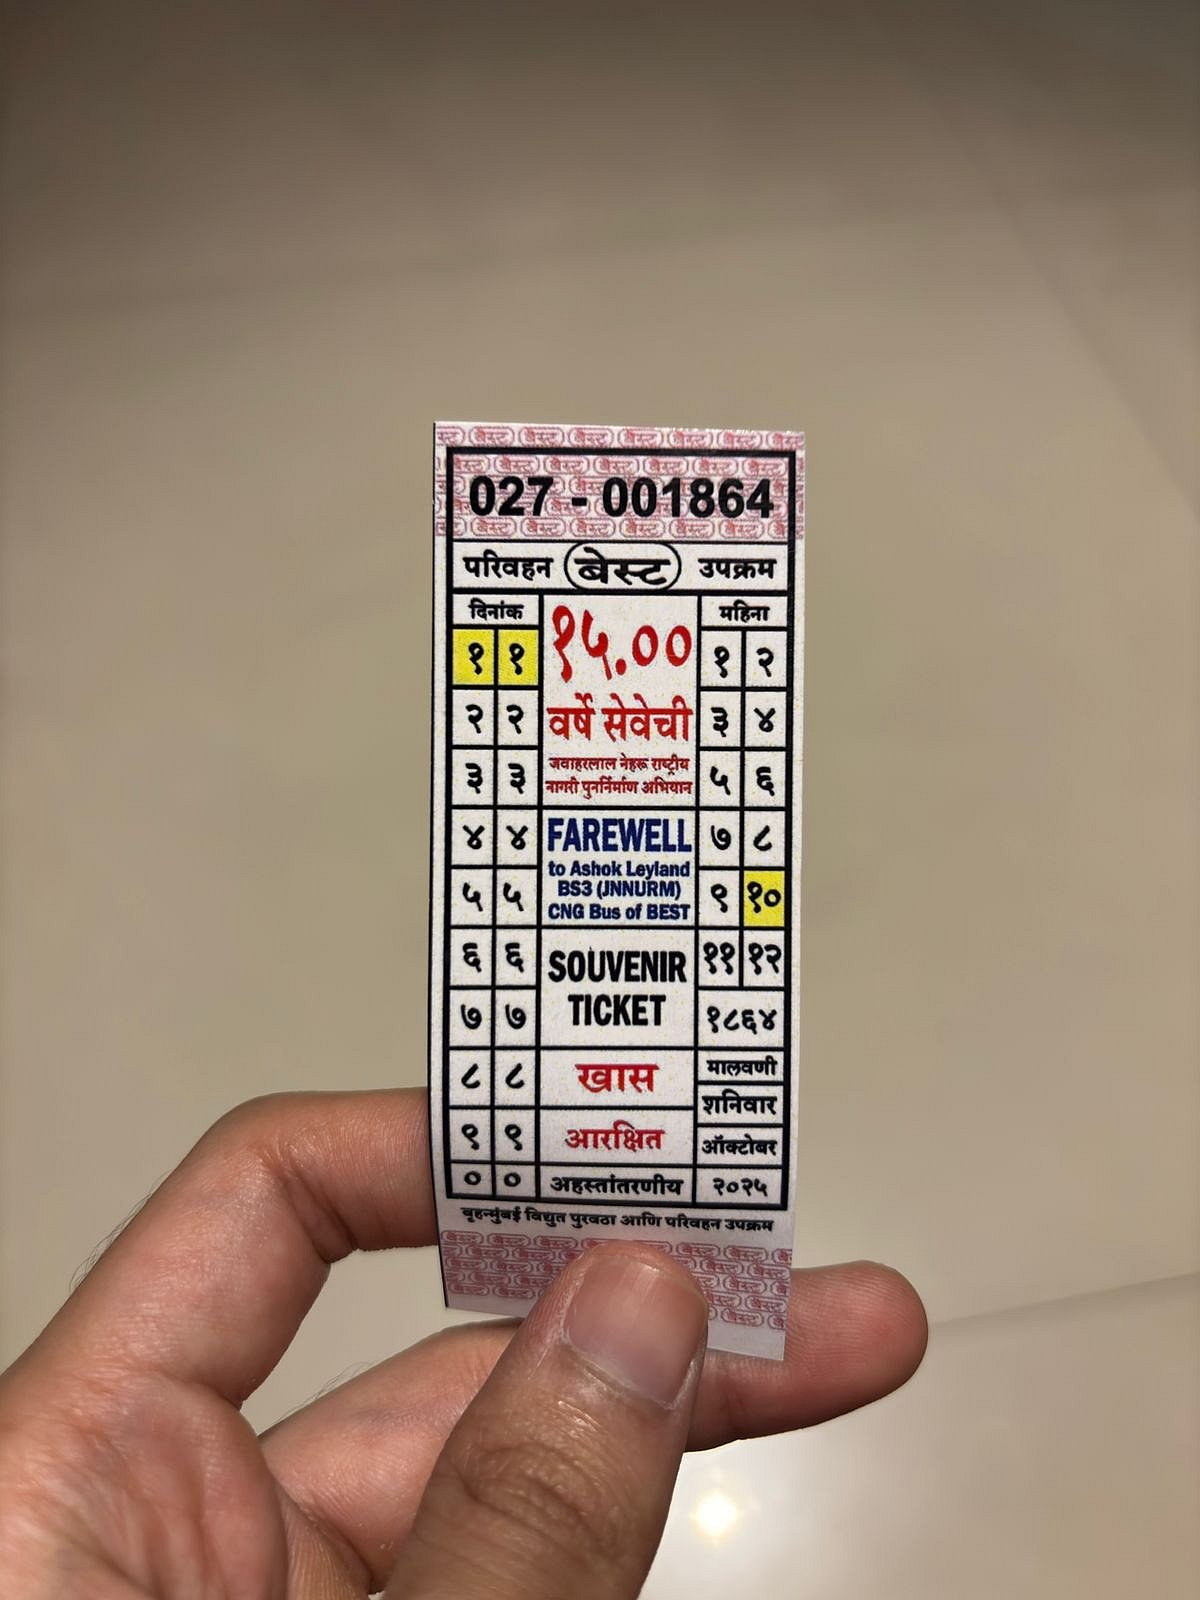 027 - 001864
परिवहन बेस्ट उपक्रम
दिनांक
महिना
१५.००
वर्षे सेवेची
जवाहरलाल नेहरू राष्ट्रीय
नागरी पुनर्निर्माण अभियान
FAREWELL
to Ashok Leyland
BS3 (JNNURM)
CNG Bus of BEST
SOUVENIR
TICKET
खास
आरक्षित
अहस्तांतरणीय
१ १
२ २
३ ३
४ ४
५ ५
६ ६
७ ७
८ ८
९ ९
० ०
१ २
३ ४
५ ६
७ ८
९ १०
११ १२
१८६४
मालवणी
शनिवार
ऑक्टोबर
२०२५
बृहन्मुंबई विद्युत पुरवठा आणि परिवहन उपक्रम